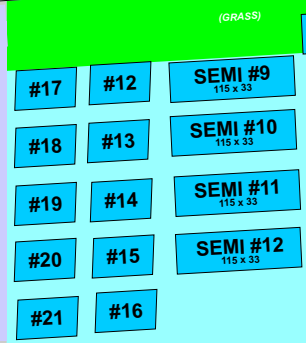 (GRASS)
#17 #12 SEMI #9
115 x 33
#18 #13 SEMI #10
115 x 33
#19 #14 SEMI #11
115 x 33
#20 #15 SEMI #12
115 x 33
#21 #16